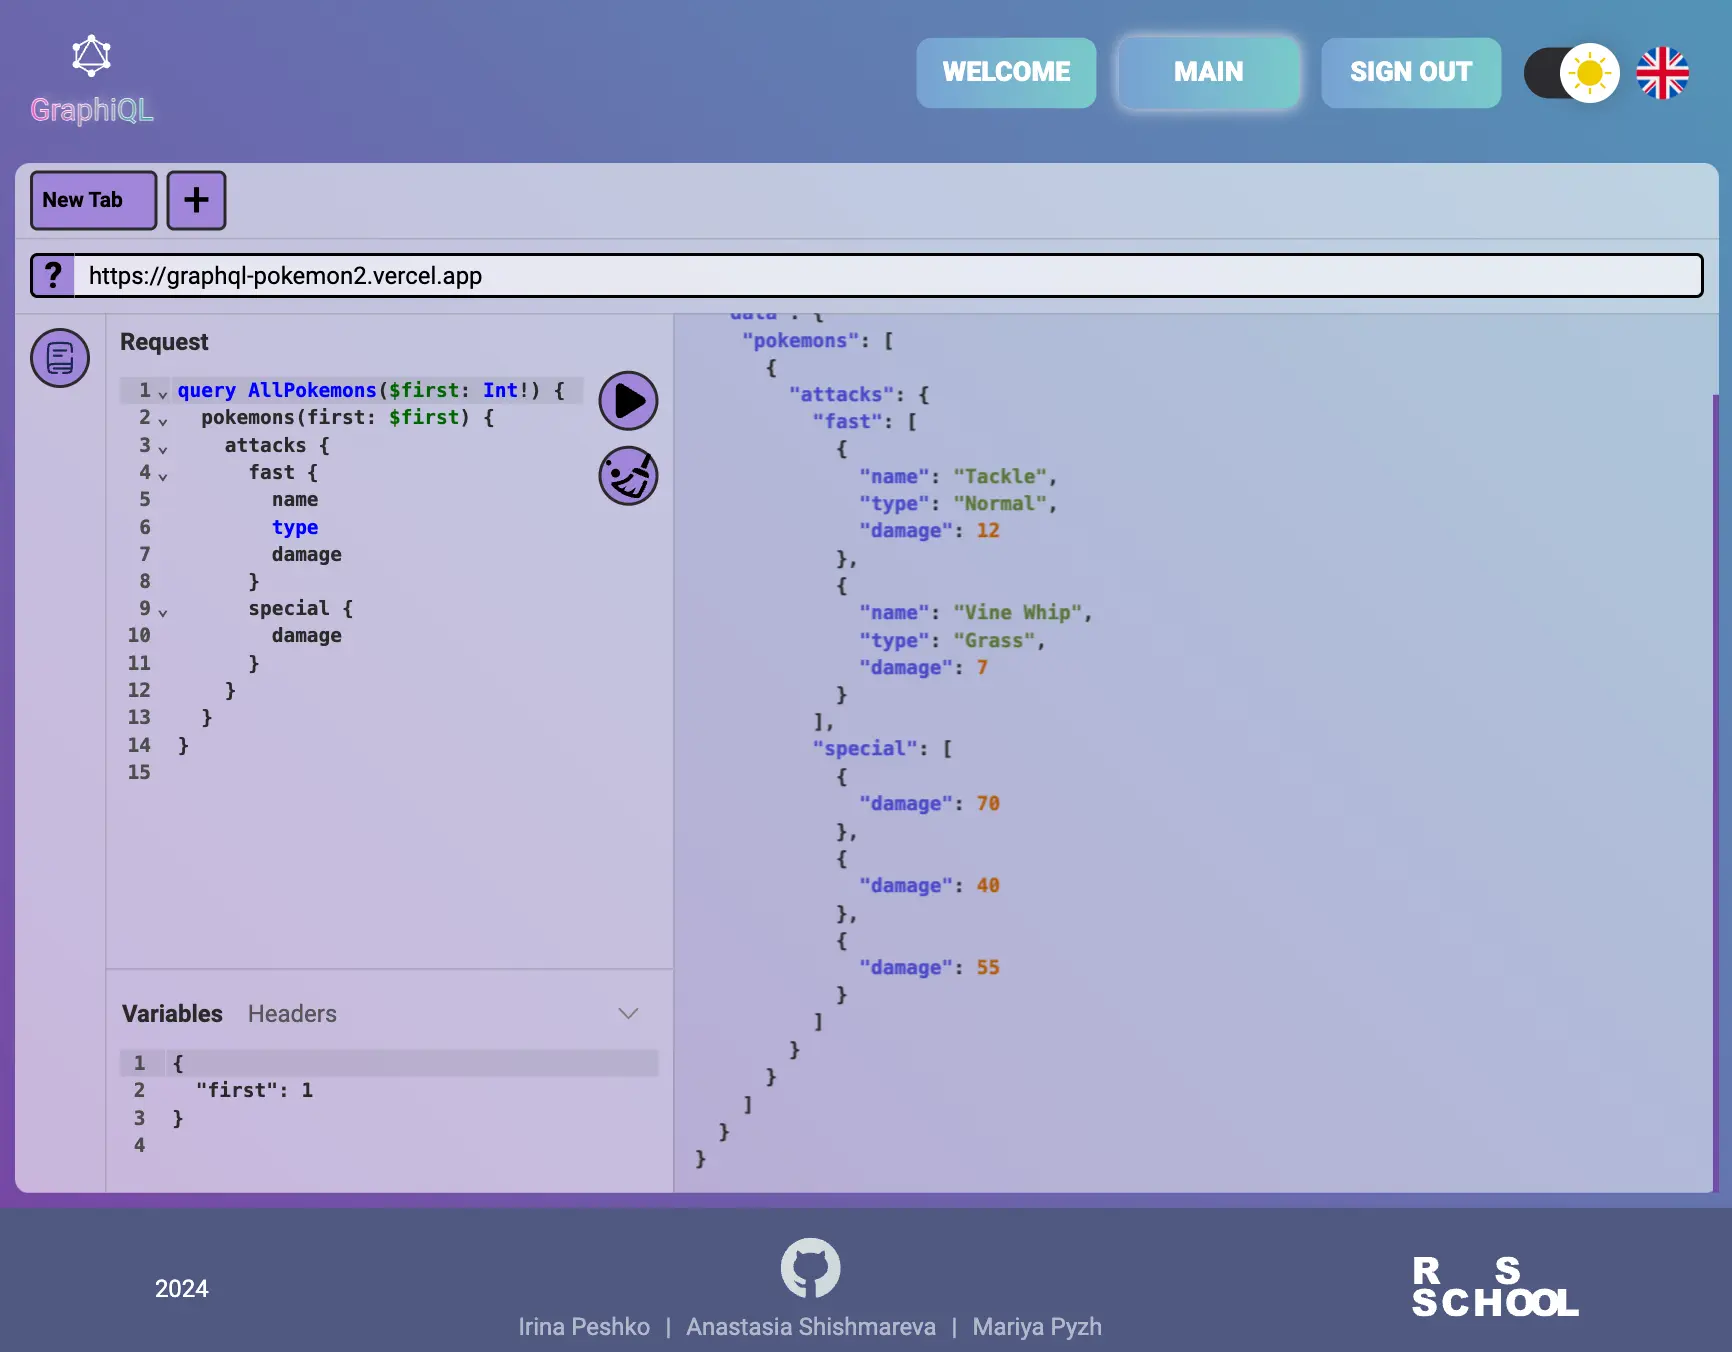 GraphiQL
WELCOME
MAIN
SIGN OUT
New Tab
+
?
https://graphql-pokemon2.vercel.app
Request
1 query AllPokemons($first: Int!) {
2 pokemons(first: $first) {
3 attacks {
4 fast {
5 name
6 type
7 damage
8 }
9 special {
10 damage
11 }
12 }
13 }
14 }
15
Variables Headers
1 {
2 "first": 1
3 }
4
"data": {
"pokemons": [
{
"attacks": {
"fast": [
{
"name": "Tackle",
"type": "Normal",
"damage": 12
},
{
"name": "Vine Whip",
"type": "Grass",
"damage": 7
}
],
"special": [
{
"damage": 70
},
{
"damage": 40
},
{
"damage": 55
}
]
}
}
]
}
}
2024
Irina Peshko | Anastasia Shishmareva | Mariya Pyzh
R S
SCHOOL